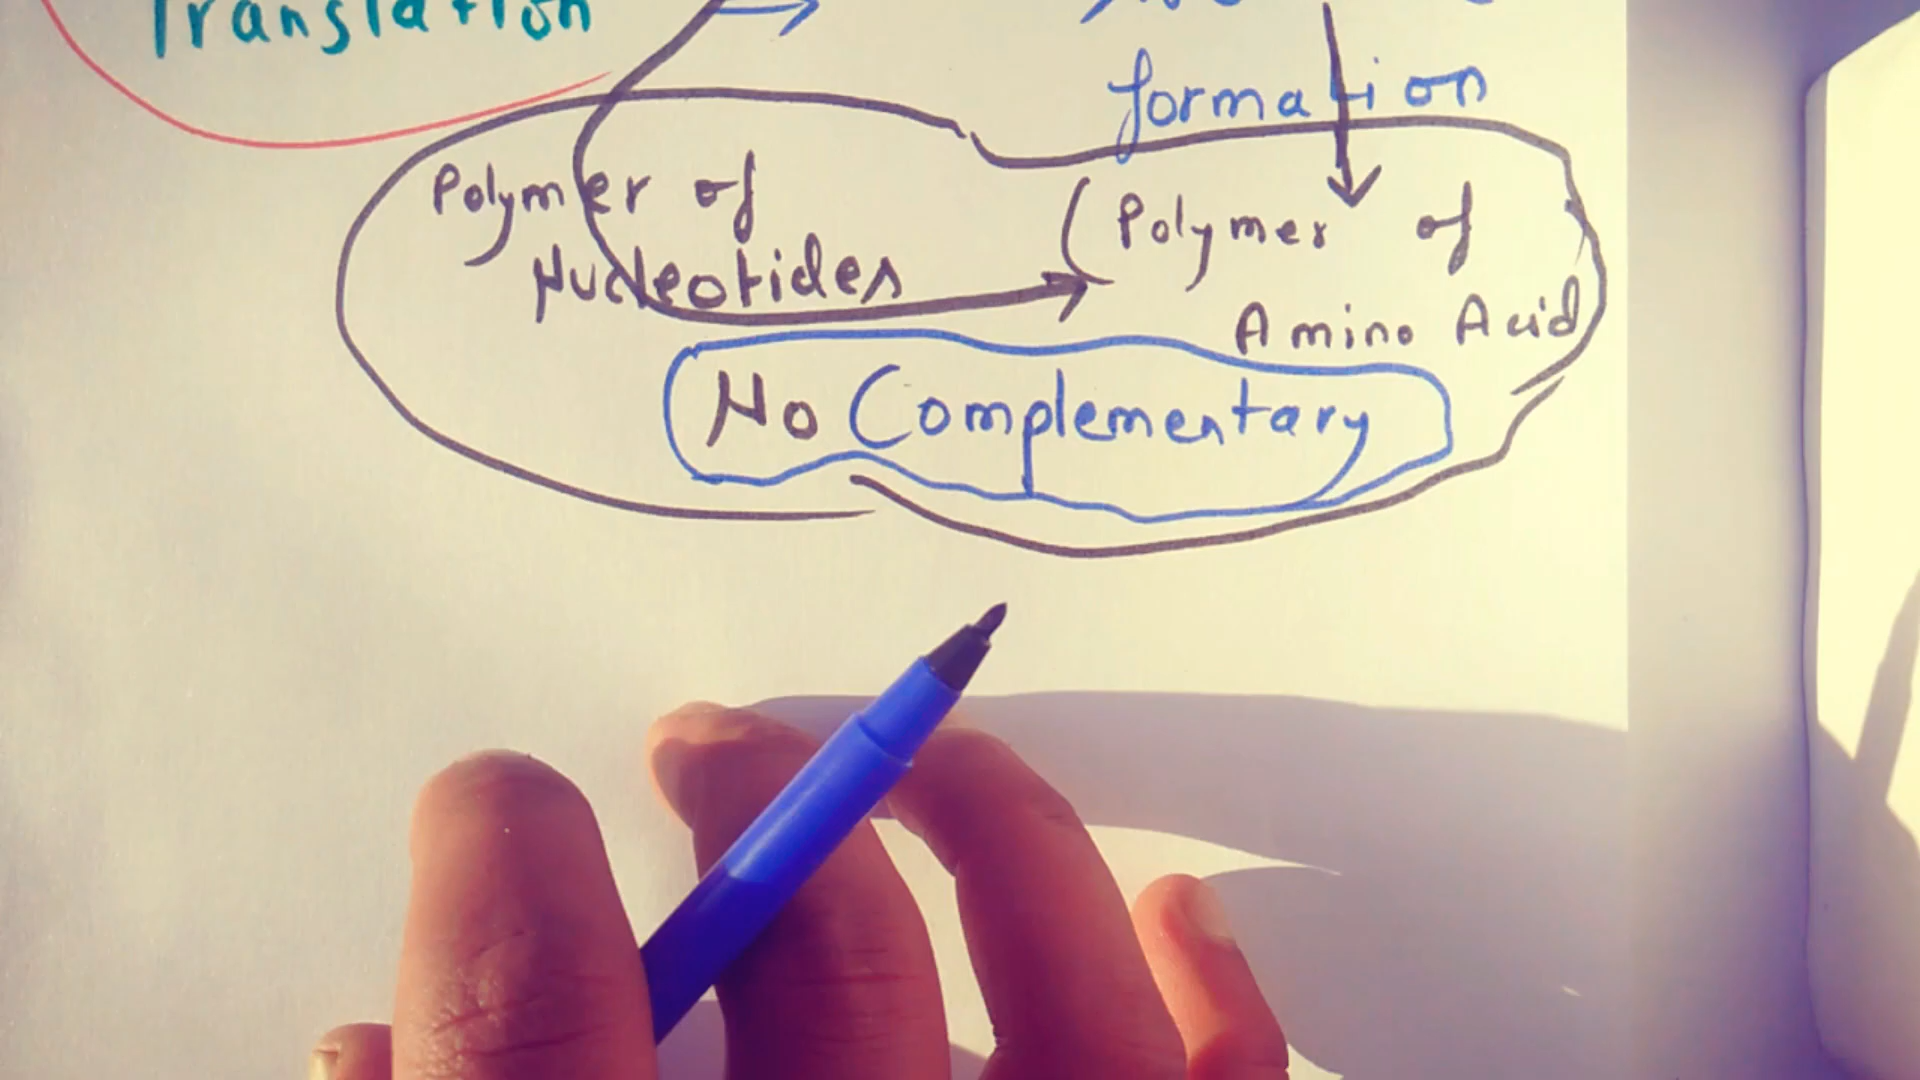 Translation
formation
Polymer of
Nucleotides
(Polymer of
Amino Acid
No Complementary